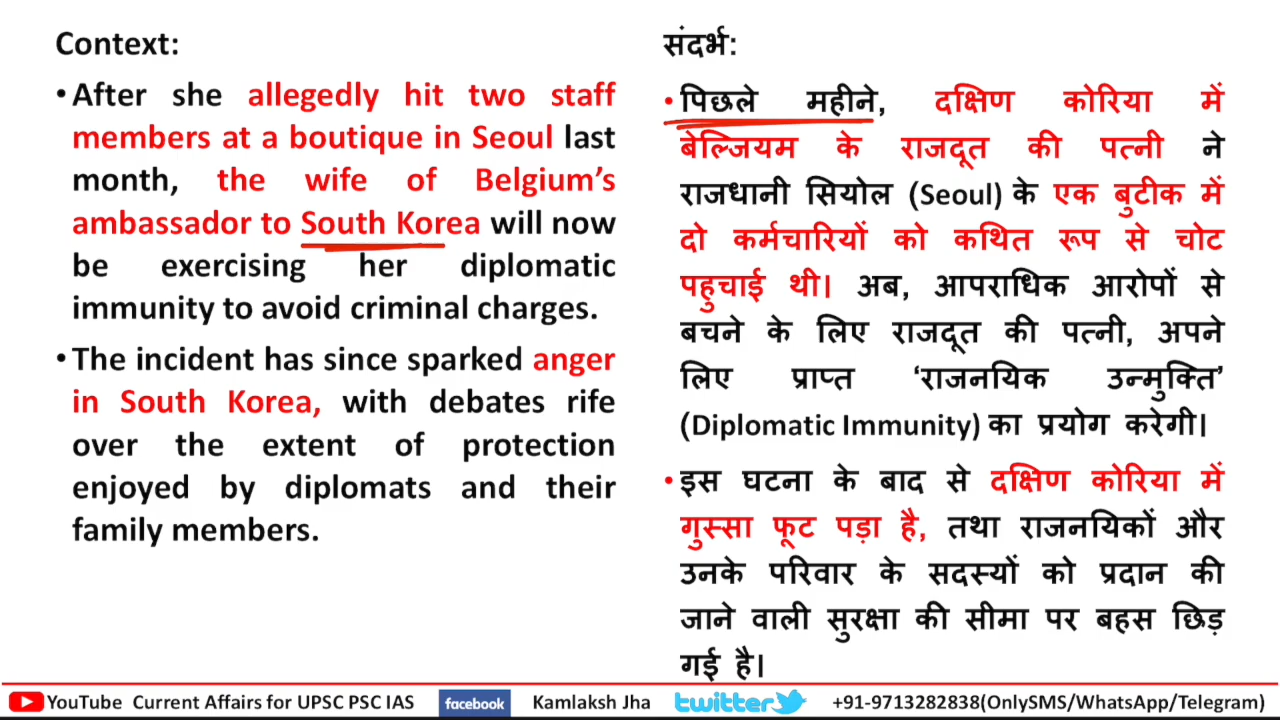 Context:
•After she allegedly hit two staff
members at a boutique in Seoul last
month, the wife of Belgium's
ambassador to South Korea will now
be exercising her diplomatic
immunity to avoid criminal charges.
•The incident has since sparked anger
in South Korea, with debates rife
over the extent of protection
enjoyed by diplomats and their
family members.
संदर्भ:
•पिछले महीने, दक्षिण कोरिया में
बेल्जियम के राजदूत की पत्नी ने
राजधानी सियोल (Seoul) के एक बुटीक में
दो कर्मचारियों को कथित रूप से चोट
पहुचाई थी। अब, आपराधिक आरोपों से
बचने के लिए राजदूत की पत्नी, अपने
लिए प्राप्त ‘राजनयिक उन्मुक्ति’
(Diplomatic Immunity) का प्रयोग करेगी।
•इस घटना के बाद से दक्षिण कोरिया में
गुस्सा फूट पड़ा है, तथा राजनयिकों और
उनके परिवार के सदस्यों को प्रदान की
जाने वाली सुरक्षा की सीमा पर बहस छिड़
गई है।
YouTube Current Affairs for UPSC PSC IAS facebook Kamlaksh Jha twitter +91-9713282838(OnlySMS/WhatsApp/Telegram)